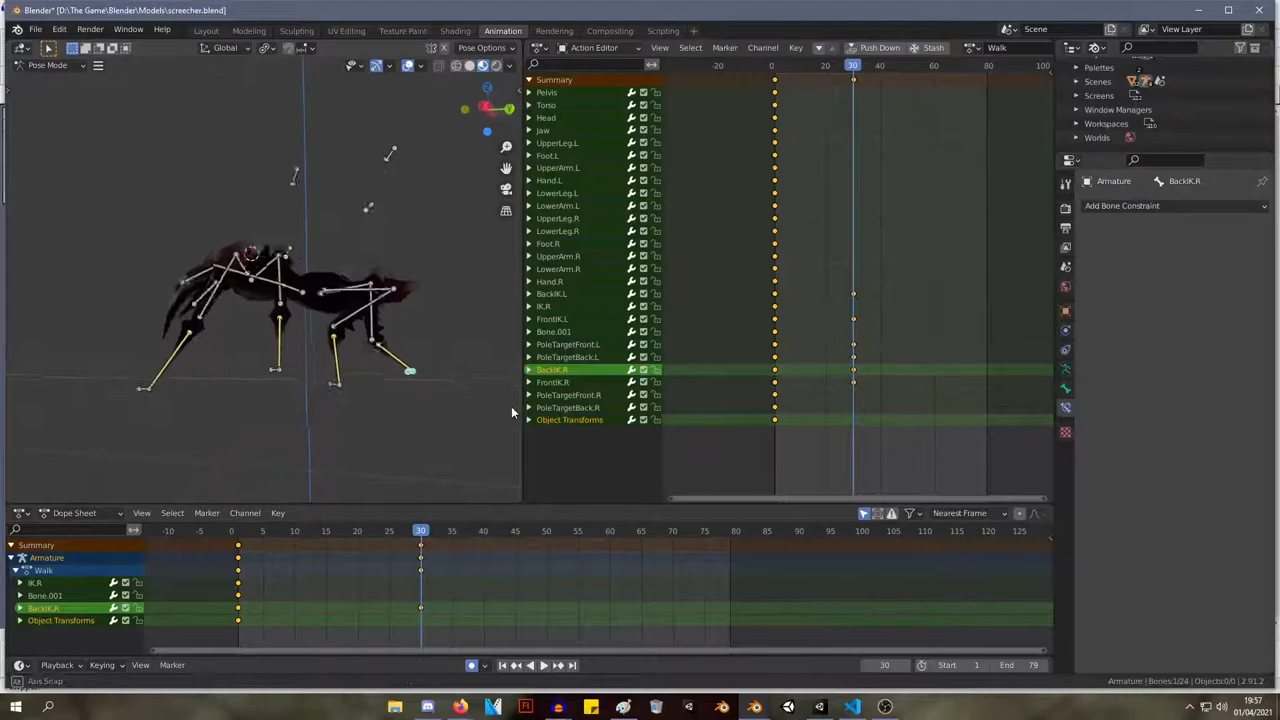 Blender* [D:\The Game\Blender\Models\screecher.blend]
File Edit Render Window Help Layout Modeling Sculpting UV Editing Texture Paint Shading Animation Rendering Compositing Scripting Scene View Layer
Global Pose Options Action Editor View Select Marker Channel Key Push Down Stash Walk
Pose Mode
-20 0 20 30 40 60 80 100
Summary
Pelvis
Torso
Head
Jaw
UpperLeg.L
Foot.L
UpperArm.L
Hand.L
LowerLeg.L
LowerArm.L
UpperLeg.R
LowerLeg.R
Foot.R
UpperArm.R
LowerArm.R
Hand.R
BackIK.L
IK.R
FrontIK.L
Bone.001
PoleTargetFront.L
PoleTargetBack.L
BackIK.R
FrontIK.R
PoleTargetFront.R
PoleTargetBack.R
Object Transforms
Palettes
2
Scenes
Screens
Window Managers
Workspaces
Worlds
Armature BackIK.R
Add Bone Constraint
Dope Sheet View Select Marker Channel Key Nearest Frame
-10 -5 0 5 10 15 20 25 30 35 40 45 50 55 60 65 70 75 80 85 90 95 100 105 110 115 120 125
Summary
Armature
Walk
IK.R
Bone.001
BackIK.R
Object Transforms
Playback Keying View Marker 30 Start 1 End 79
Axis Snap Armature | Bones:1/24 | Objects:0/0 | 2.91.2
19:57
01/04/2021